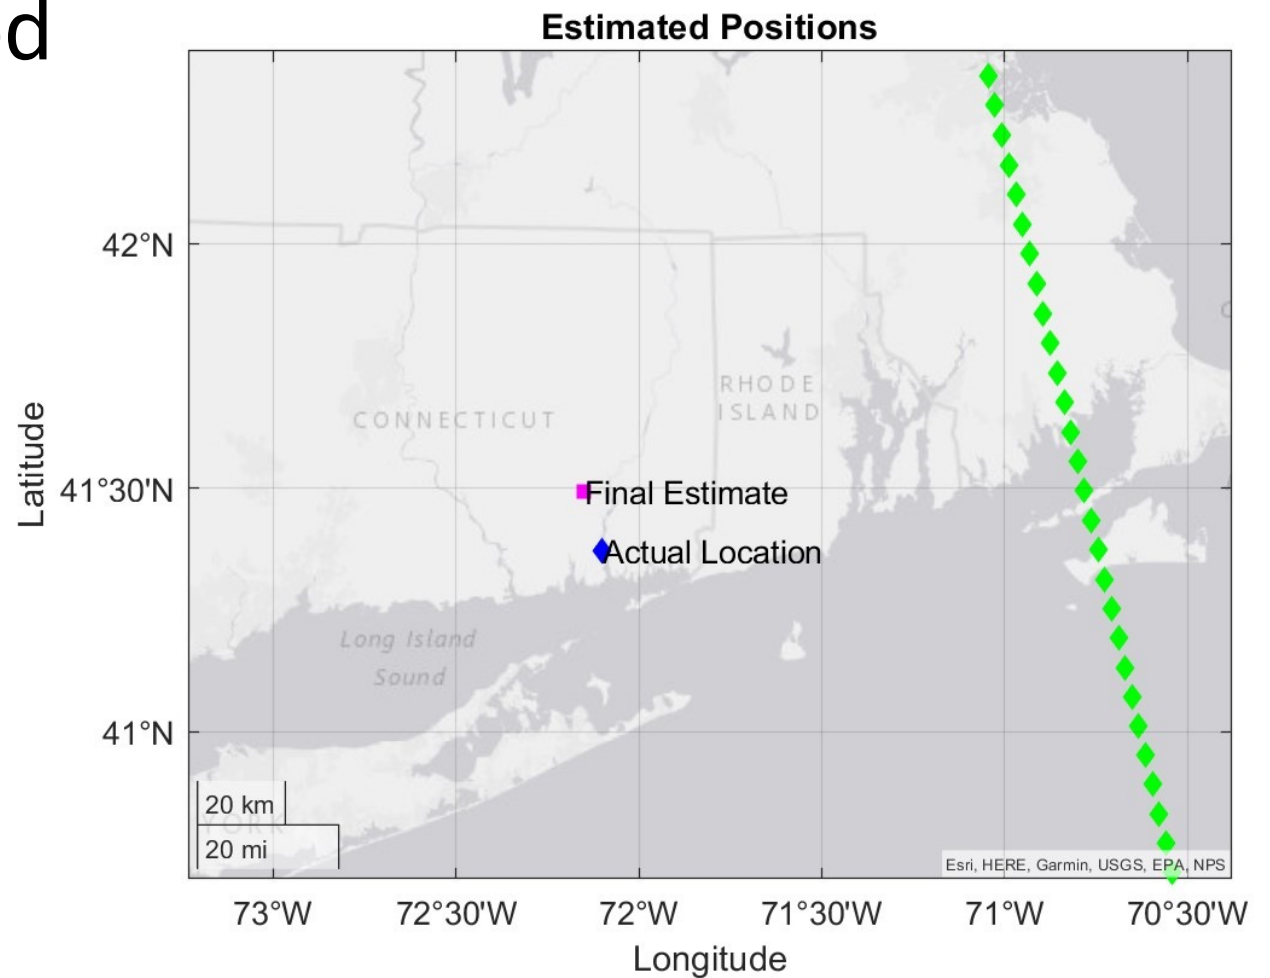 d
Estimated Positions
42°N
CONNECTICUT
RHODE
ISLAND
Latitude
41°30'N
Final Estimate
Actual Location
Long Island
Sound
41°N
20 km
YORK
20 mi
Esri, HERE, Garmin, USGS, EPA, NPS
73°W
72°30'W
72°W
71°30'W
71°W
70°30'W
Longitude